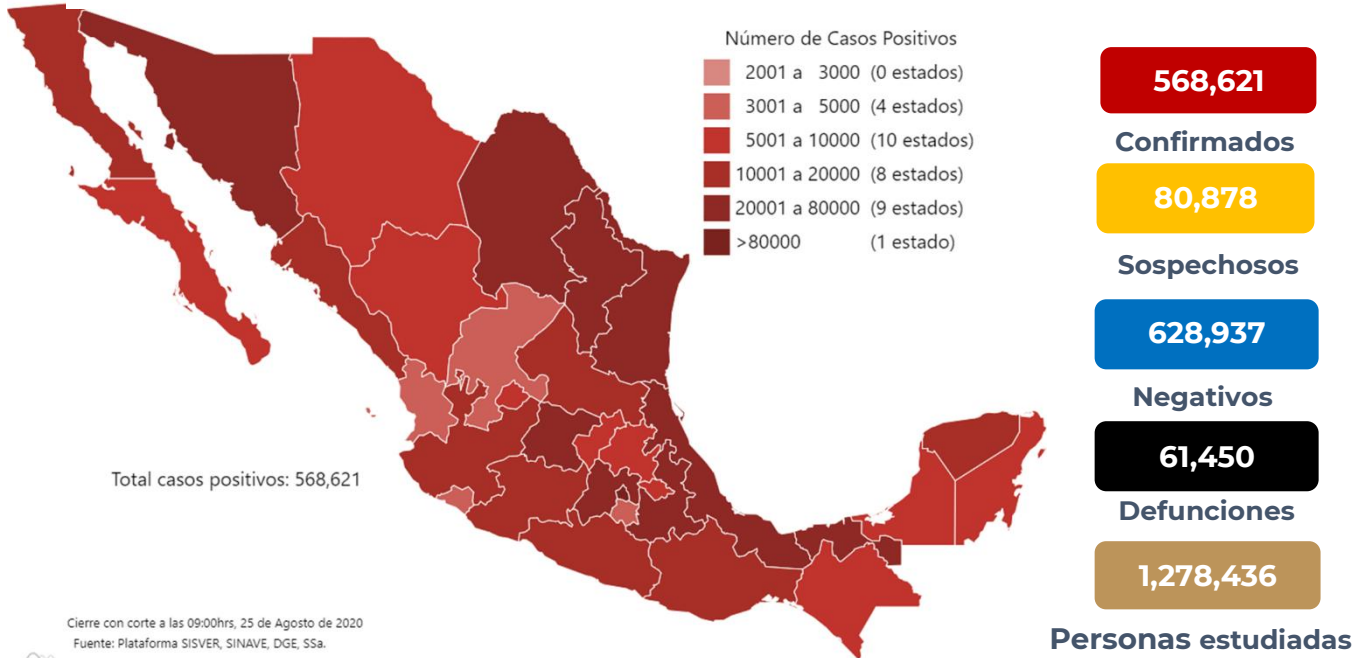 Número de Casos Positivos
2001 a 3000 (0 estados)
3001 a 5000 (4 estados)
5001 a 10000 (10 estados)
10001 a 20000 (8 estados)
20001 a 80000 (9 estados)
>80000 (1 estado)
Total casos positivos: 568,621
Cierre con corte a las 09:00hrs, 25 de Agosto de 2020
Fuente: Plataforma SISVER, SINAVE, DGE, SSa.
568,621
Confirmados
80,878
Sospechosos
628,937
Negativos
61,450
Defunciones
1,278,436
Personas estudiadas